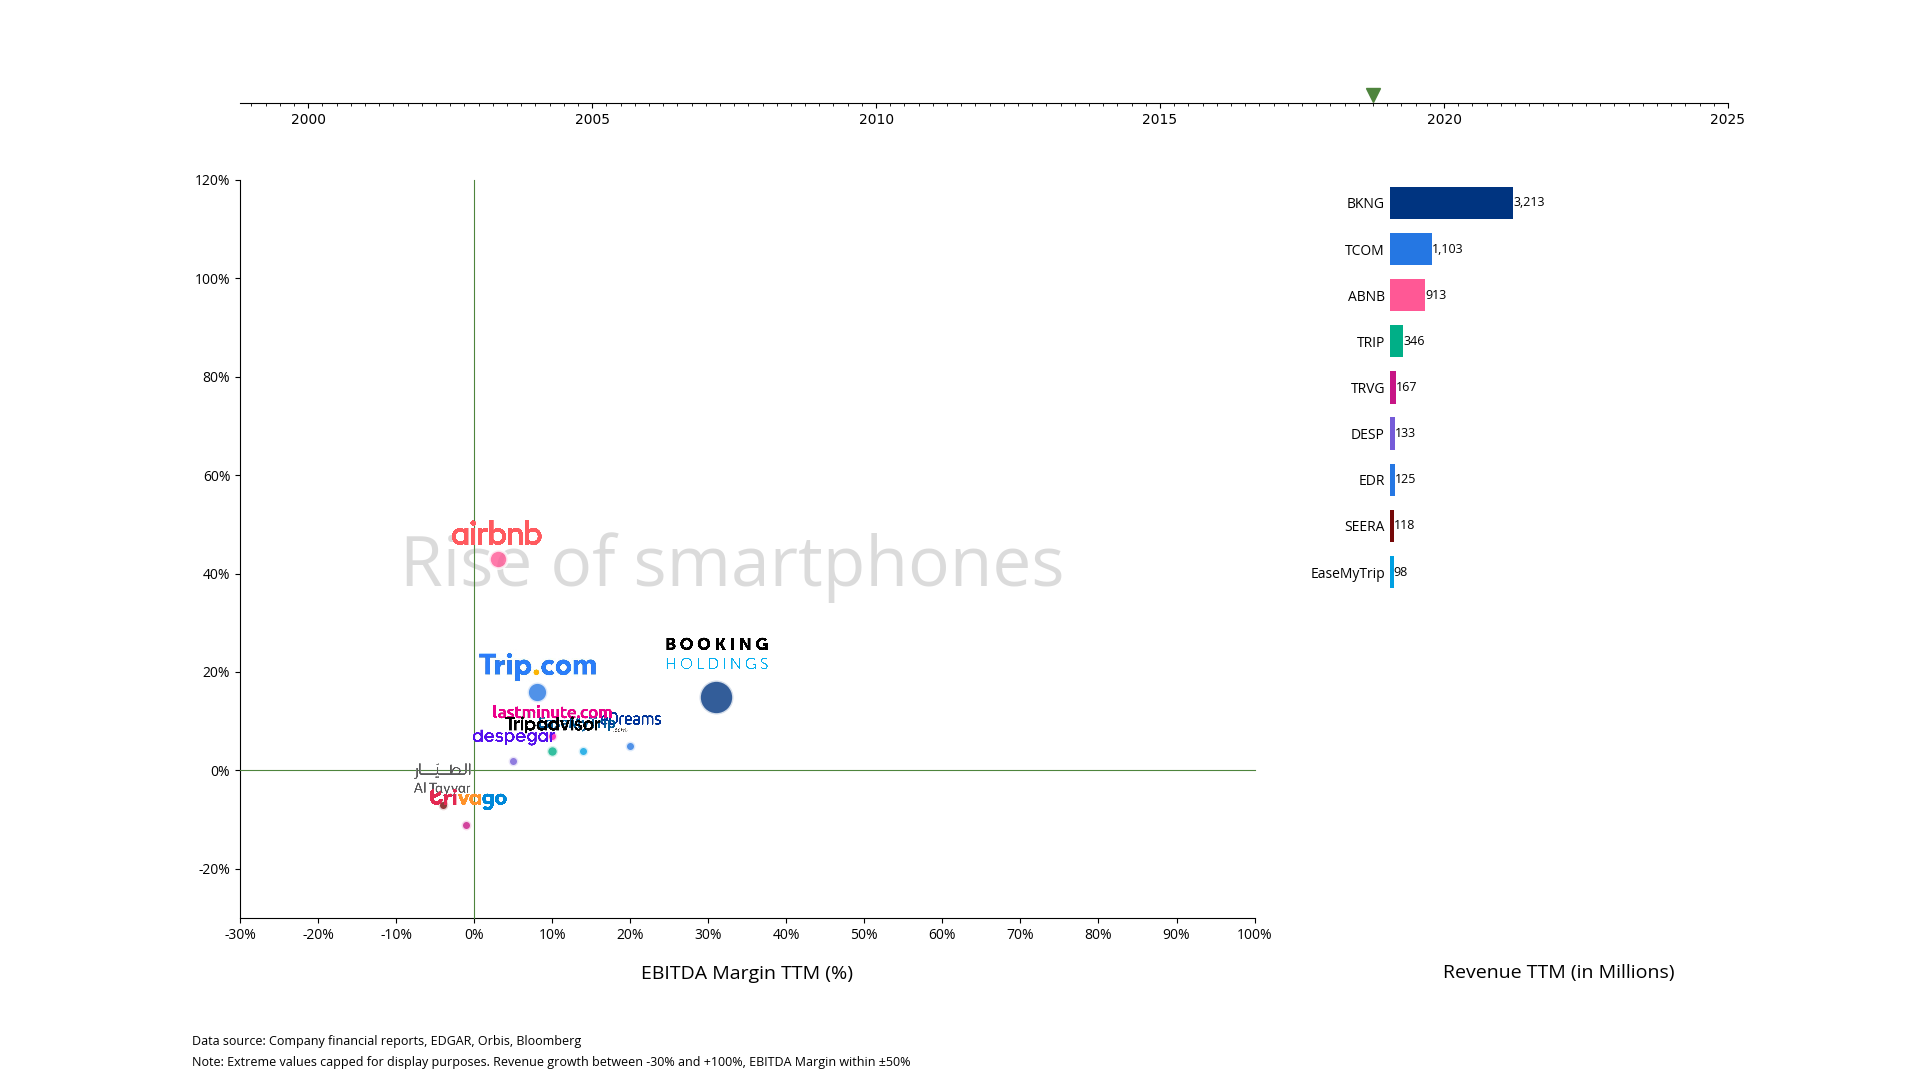 2000 2005 2010 2015 2020 2025
120%
100%
80%
60%
40%
20%
0%
-20%
-30% -20% -10% 0% 10% 20% 30% 40% 50% 60% 70% 80% 90% 100%
EBITDA Margin TTM (%)
Rise of smartphones
airbnb
BOOKING
HOLDINGS
Trip.com
lastminute.com
eDreams
Tripadvisor
despegar
الطيّار
Al Tayyar
trivago
BKNG 3,213
TCOM 1,103
ABNB 913
TRIP 346
TRVG 167
DESP 133
EDR 125
SEERA 118
EaseMyTrip 98
Revenue TTM (in Millions)
Data source: Company financial reports, EDGAR, Orbis, Bloomberg
Note: Extreme values capped for display purposes. Revenue growth between -30% and +100%, EBITDA Margin within ±50%